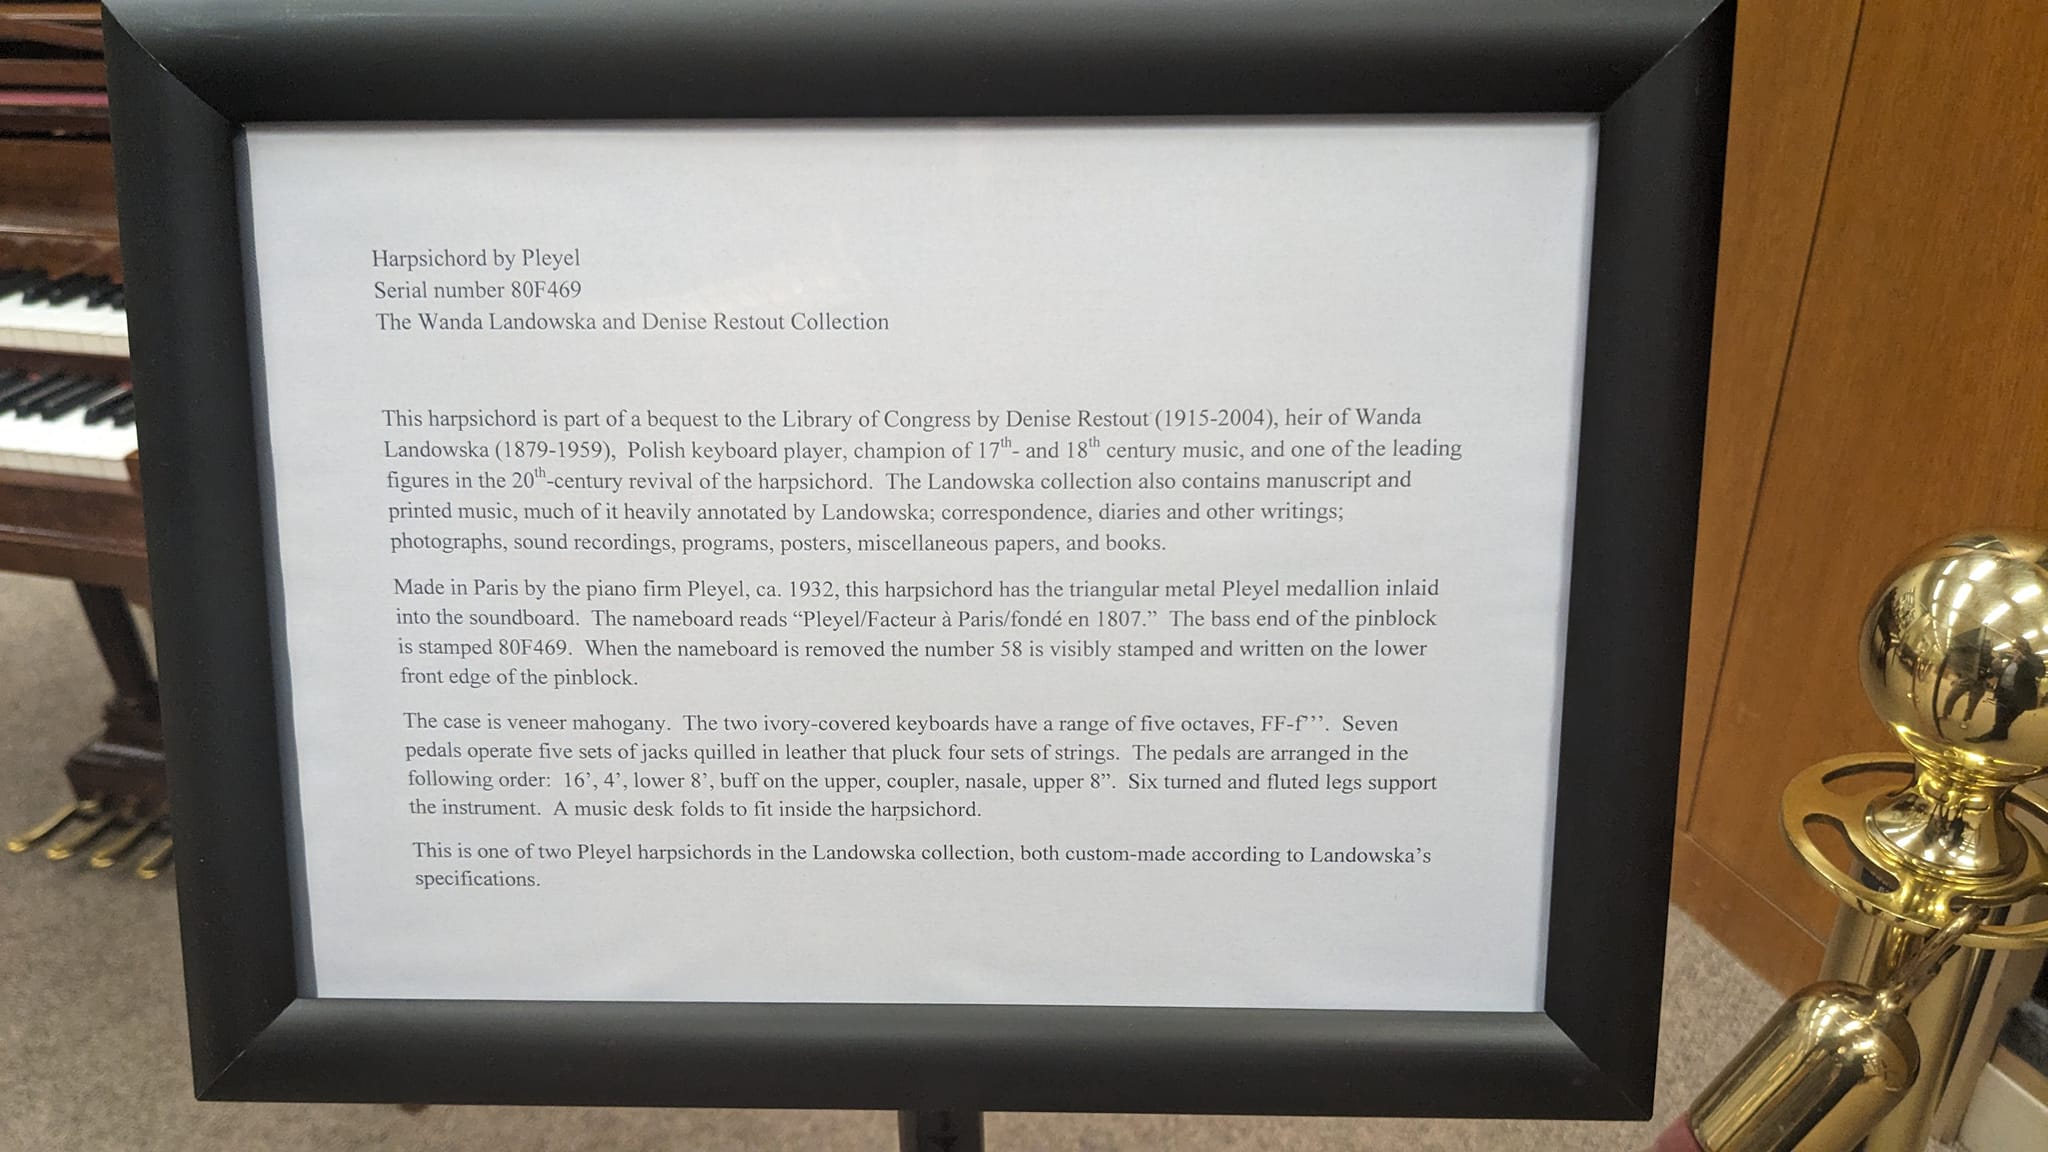 Harpsichord by Pleyel
Serial number 80F469
The Wanda Landowska and Denise Restout Collection
This harpsichord is part of a bequest to the Library of Congress by Denise Restout (1915-2004), heir of Wanda
Landowska (1879-1959),  Polish keyboard player, champion of 17th- and 18th century music, and one of the leading
figures in the 20th-century revival of the harpsichord.  The Landowska collection also contains manuscript and
printed music, much of it heavily annotated by Landowska; correspondence, diaries and other writings;
photographs, sound recordings, programs, posters, miscellaneous papers, and books.
Made in Paris by the piano firm Pleyel, ca. 1932, this harpsichord has the triangular metal Pleyel medallion inlaid
into the soundboard.  The nameboard reads “Pleyel/Facteur à Paris/fondé en 1807.”  The bass end of the pinblock
is stamped 80F469.  When the nameboard is removed the number 58 is visibly stamped and written on the lower
front edge of the pinblock.
The case is veneer mahogany.  The two ivory-covered keyboards have a range of five octaves, FF-f’’’.  Seven
pedals operate five sets of jacks quilled in leather that pluck four sets of strings.  The pedals are arranged in the
following order:  16’, 4’, lower 8’, buff on the upper, coupler, nasale, upper 8”.  Six turned and fluted legs support
the instrument.  A music desk folds to fit inside the harpsichord.
This is one of two Pleyel harpsichords in the Landowska collection, both custom-made according to Landowska’s
specifications.